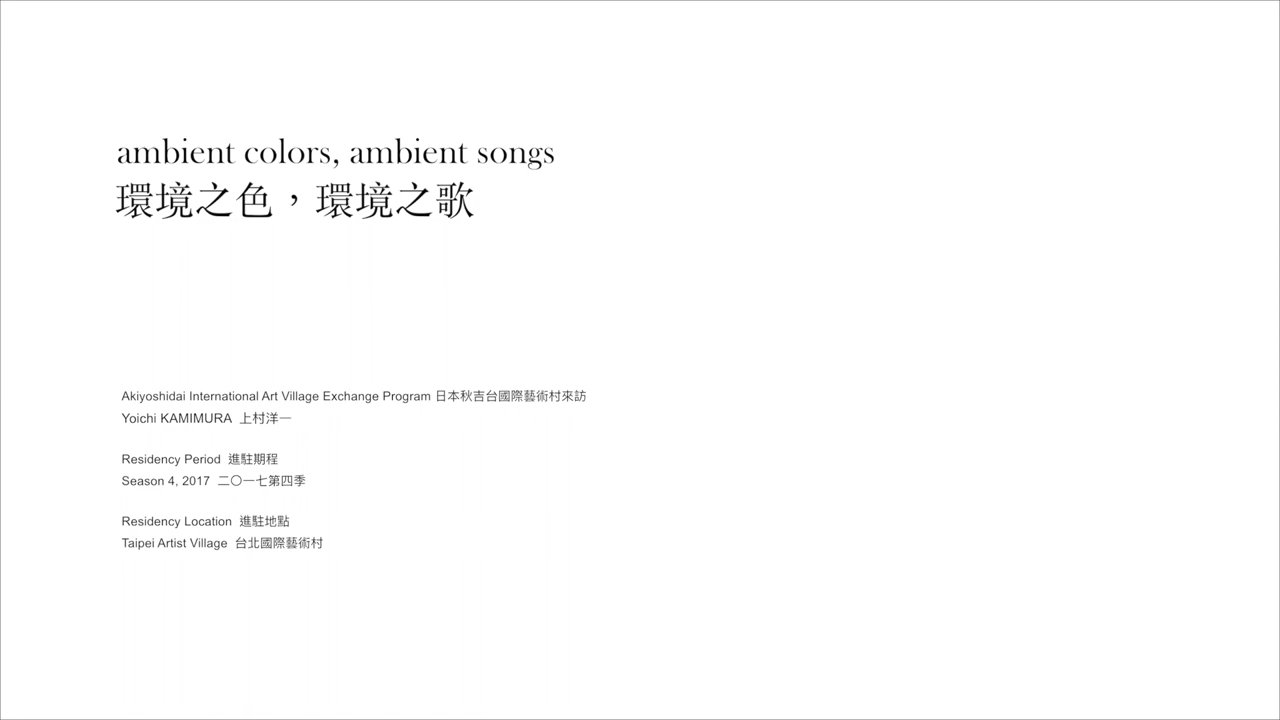 ambient colors, ambient songs
環境之色，環境之歌
Akiyoshidai International Art Village Exchange Program 日本秋吉台國際藝術村來訪
Yoichi KAMIMURA 上村洋一
Residency Period 進駐期程
Season 4, 2017 二〇一七第四季
Residency Location 進駐地點
Taipei Artist Village 台北國際藝術村